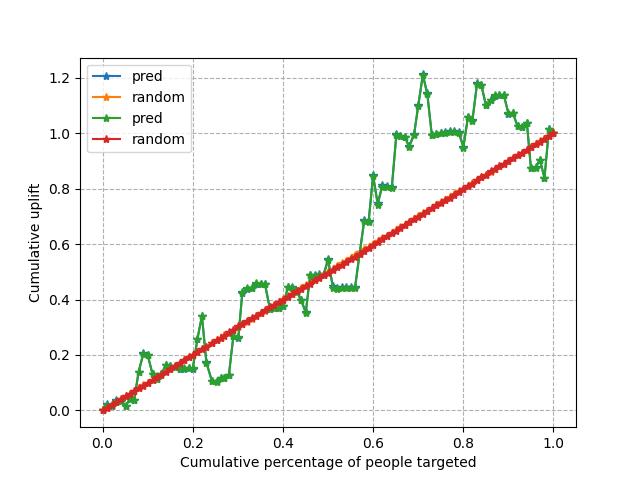 pred
random
pred
random
1.2
1.0
0.8
0.6
0.4
0.2
0.0
Cumulative uplift
0.0 0.2 0.4 0.6 0.8 1.0
Cumulative percentage of people targeted